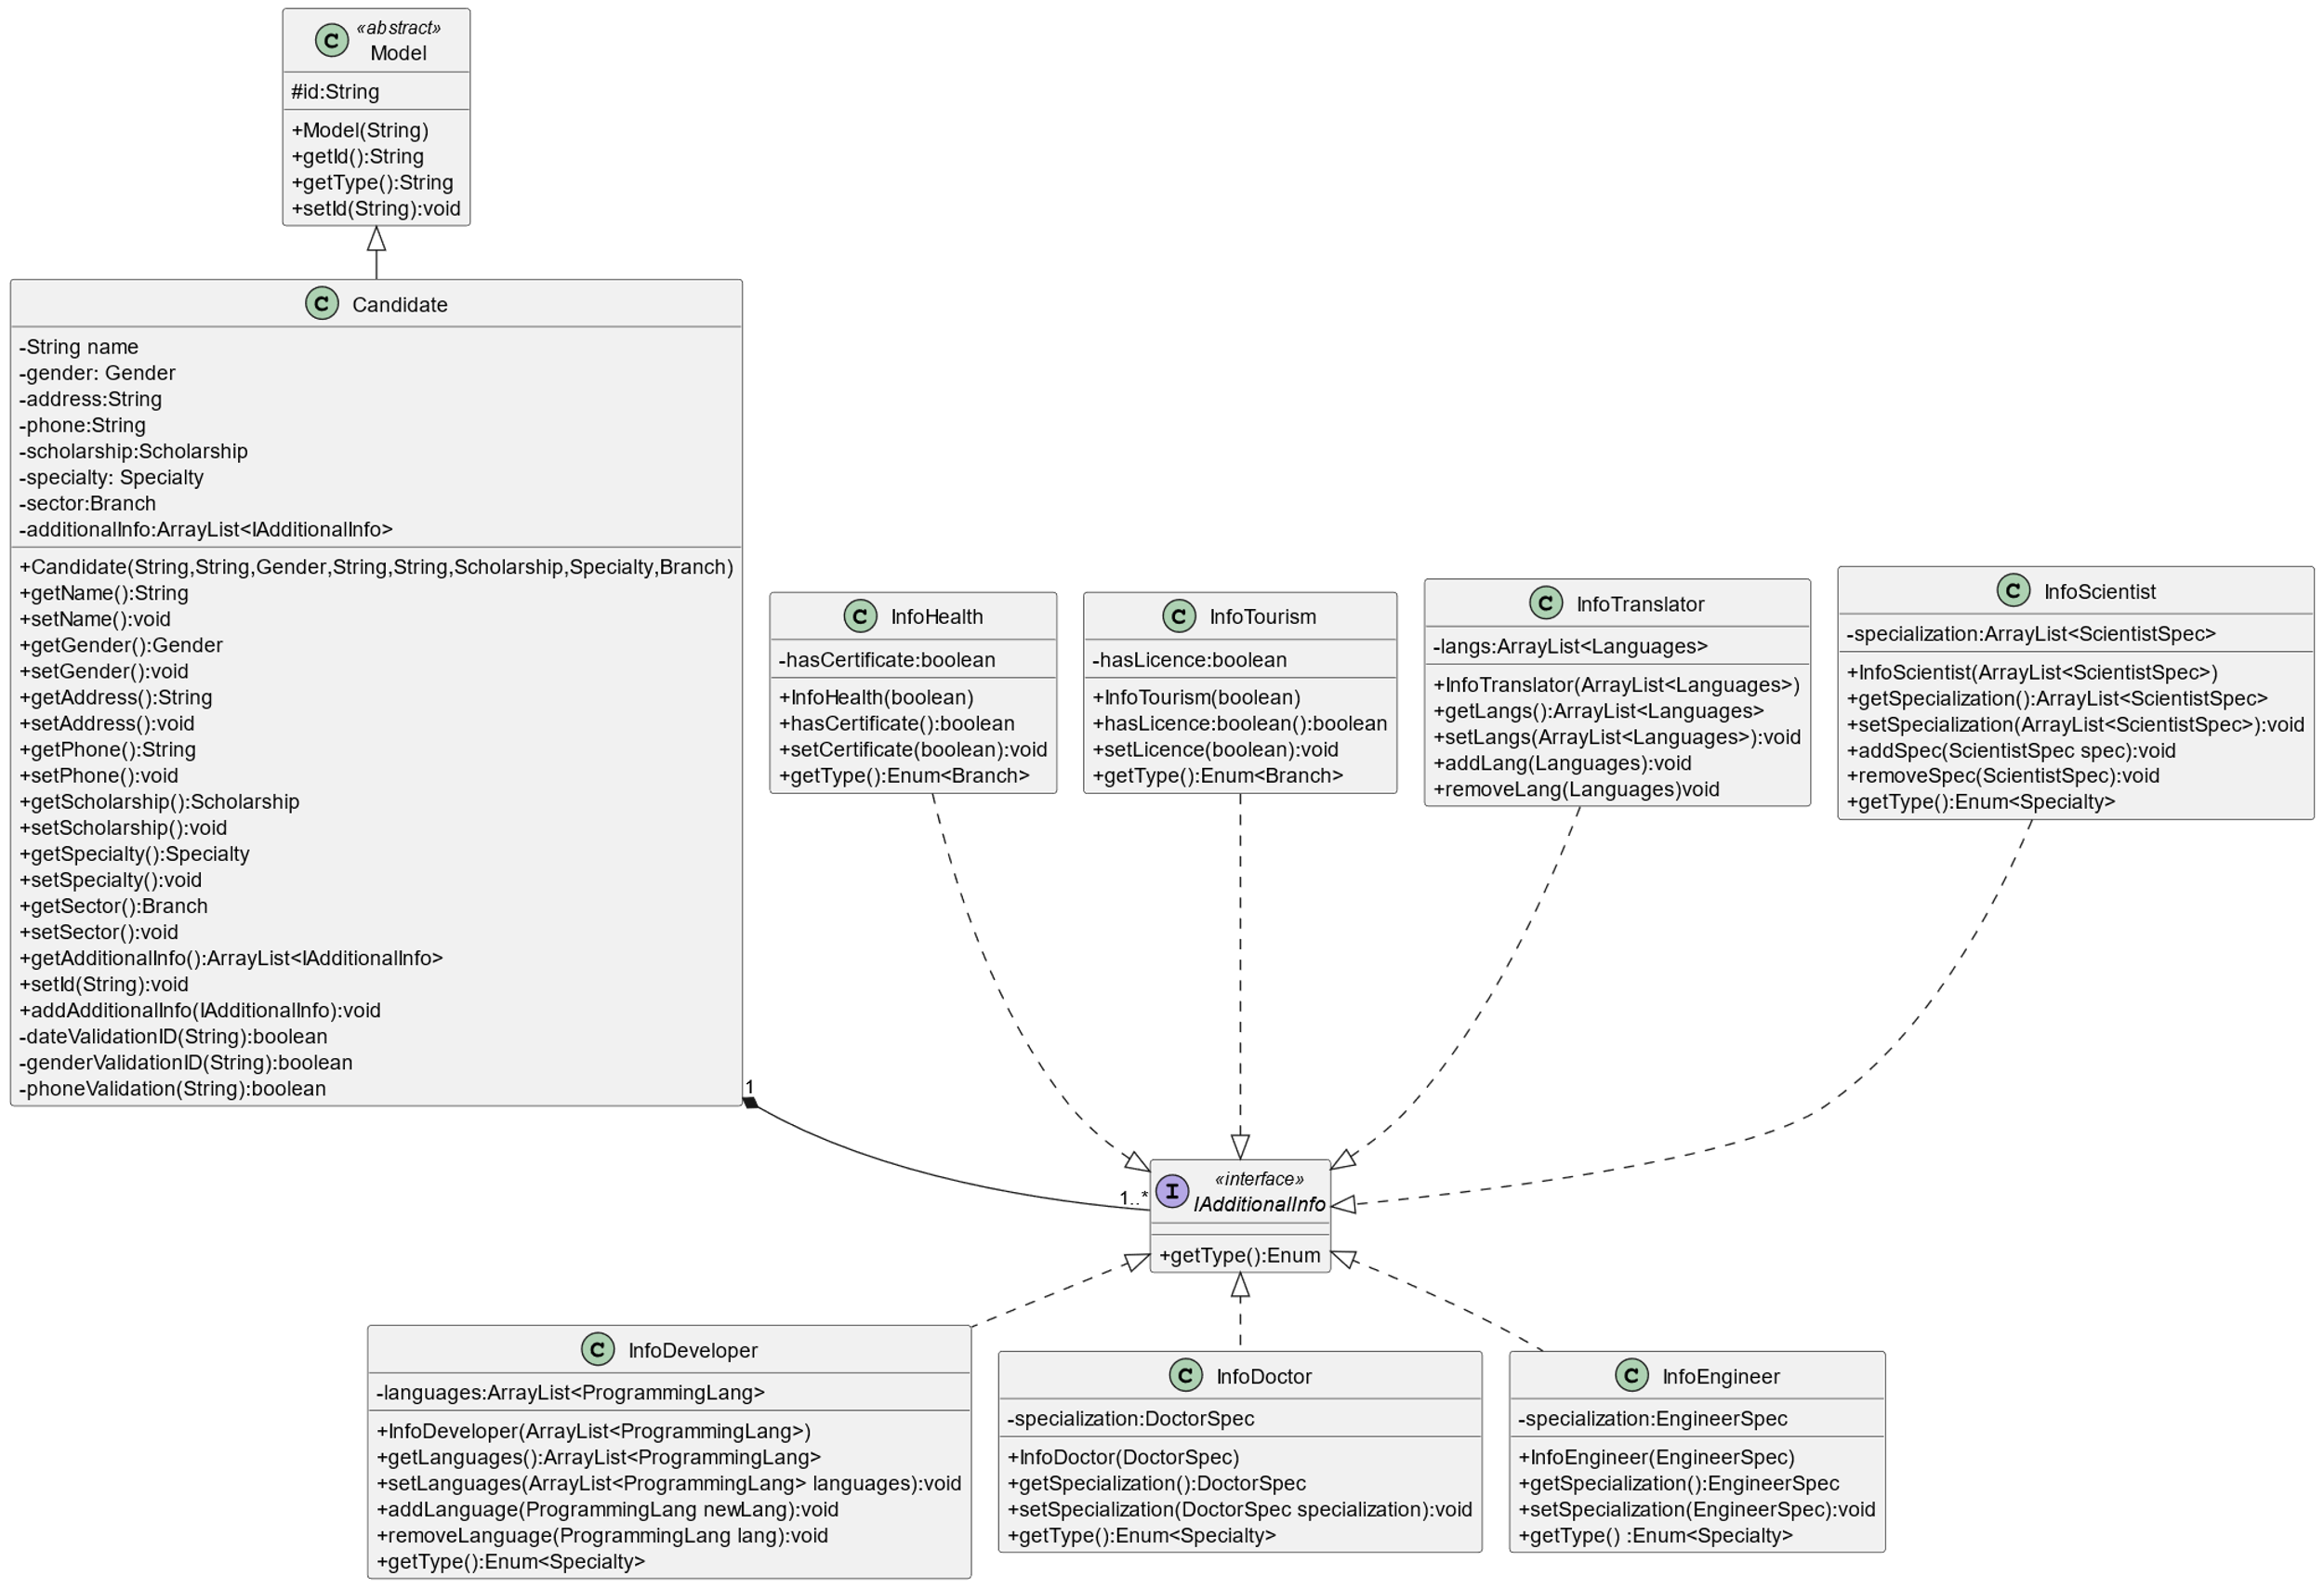 C
«abstract»
Model
#id:String
+Model(String)
+getId():String
+getType():String
+setId(String):void
C
Candidate
-String name
-gender: Gender
-address:String
-phone:String
-scholarship:Scholarship
-specialty: Specialty
-sector:Branch
-additionalInfo:ArrayList<IAdditionalInfo>
+Candidate(String,String,Gender,String,String,Scholarship,Specialty,Branch)
+getName():String
+setName():void
+getGender():Gender
+setGender():void
+getAddress():String
+setAddress():void
+getPhone():String
+setPhone():void
+getScholarship():Scholarship
+setScholarship():void
+getSpecialty():Specialty
+setSpecialty():void
+getSector():Branch
+setSector():void
+getAdditionalInfo():ArrayList<IAdditionalInfo>
+setId(String):void
+addAdditionalInfo(IAdditionalInfo):void
-dateValidationID(String):boolean
-genderValidationID(String):boolean
-phoneValidation(String):boolean
C
InfoHealth
-hasCertificate:boolean
+InfoHealth(boolean)
+hasCertificate():boolean
+setCertificate(boolean):void
+getType():Enum<Branch>
C
InfoTourism
-hasLicence:boolean
+InfoTourism(boolean)
+hasLicence:boolean():boolean
+setLicence(boolean):void
+getType():Enum<Branch>
C
InfoTranslator
-langs:ArrayList<Languages>
+InfoTranslator(ArrayList<Languages>)
+getLangs():ArrayList<Languages>
+setLangs(ArrayList<Languages>):void
+addLang(Languages):void
+removeLang(Languages)void
C
InfoScientist
-specialization:ArrayList<ScientistSpec>
+InfoScientist(ArrayList<ScientistSpec>)
+getSpecialization():ArrayList<ScientistSpec>
+setSpecialization(ArrayList<ScientistSpec>):void
+addSpec(ScientistSpec spec):void
+removeSpec(ScientistSpec):void
+getType():Enum<Specialty>
1
1..*
I
«interface»
IAdditionalInfo
+getType():Enum
C
InfoDeveloper
-languages:ArrayList<ProgrammingLang>
+InfoDeveloper(ArrayList<ProgrammingLang>)
+getLanguages():ArrayList<ProgrammingLang>
+setLanguages(ArrayList<ProgrammingLang> languages):void
+addLanguage(ProgrammingLang newLang):void
+removeLanguage(ProgrammingLang lang):void
+getType():Enum<Specialty>
C
InfoDoctor
-specialization:DoctorSpec
+InfoDoctor(DoctorSpec)
+getSpecialization():DoctorSpec
+setSpecialization(DoctorSpec specialization):void
+getType():Enum<Specialty>
C
InfoEngineer
-specialization:EngineerSpec
+InfoEngineer(EngineerSpec)
+getSpecialization():EngineerSpec
+setSpecialization(EngineerSpec):void
+getType() :Enum<Specialty>